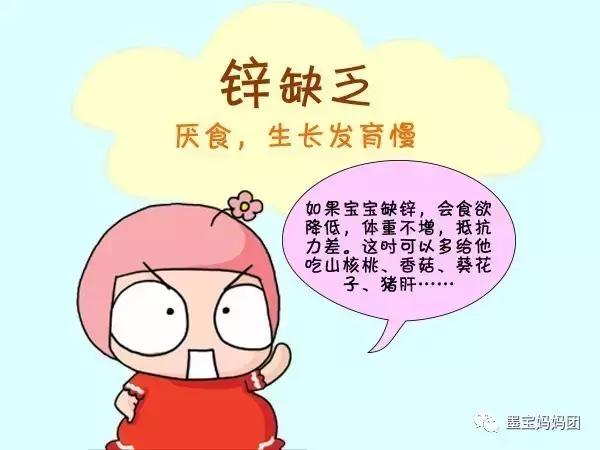 锌缺乏
厌食，生长发育慢
如果宝宝缺锌，会食欲
降低，体重不增，抵抗
力差。这时可以多给他
吃山核桃、香菇、葵花
子、猪肝……
墨宝妈妈团